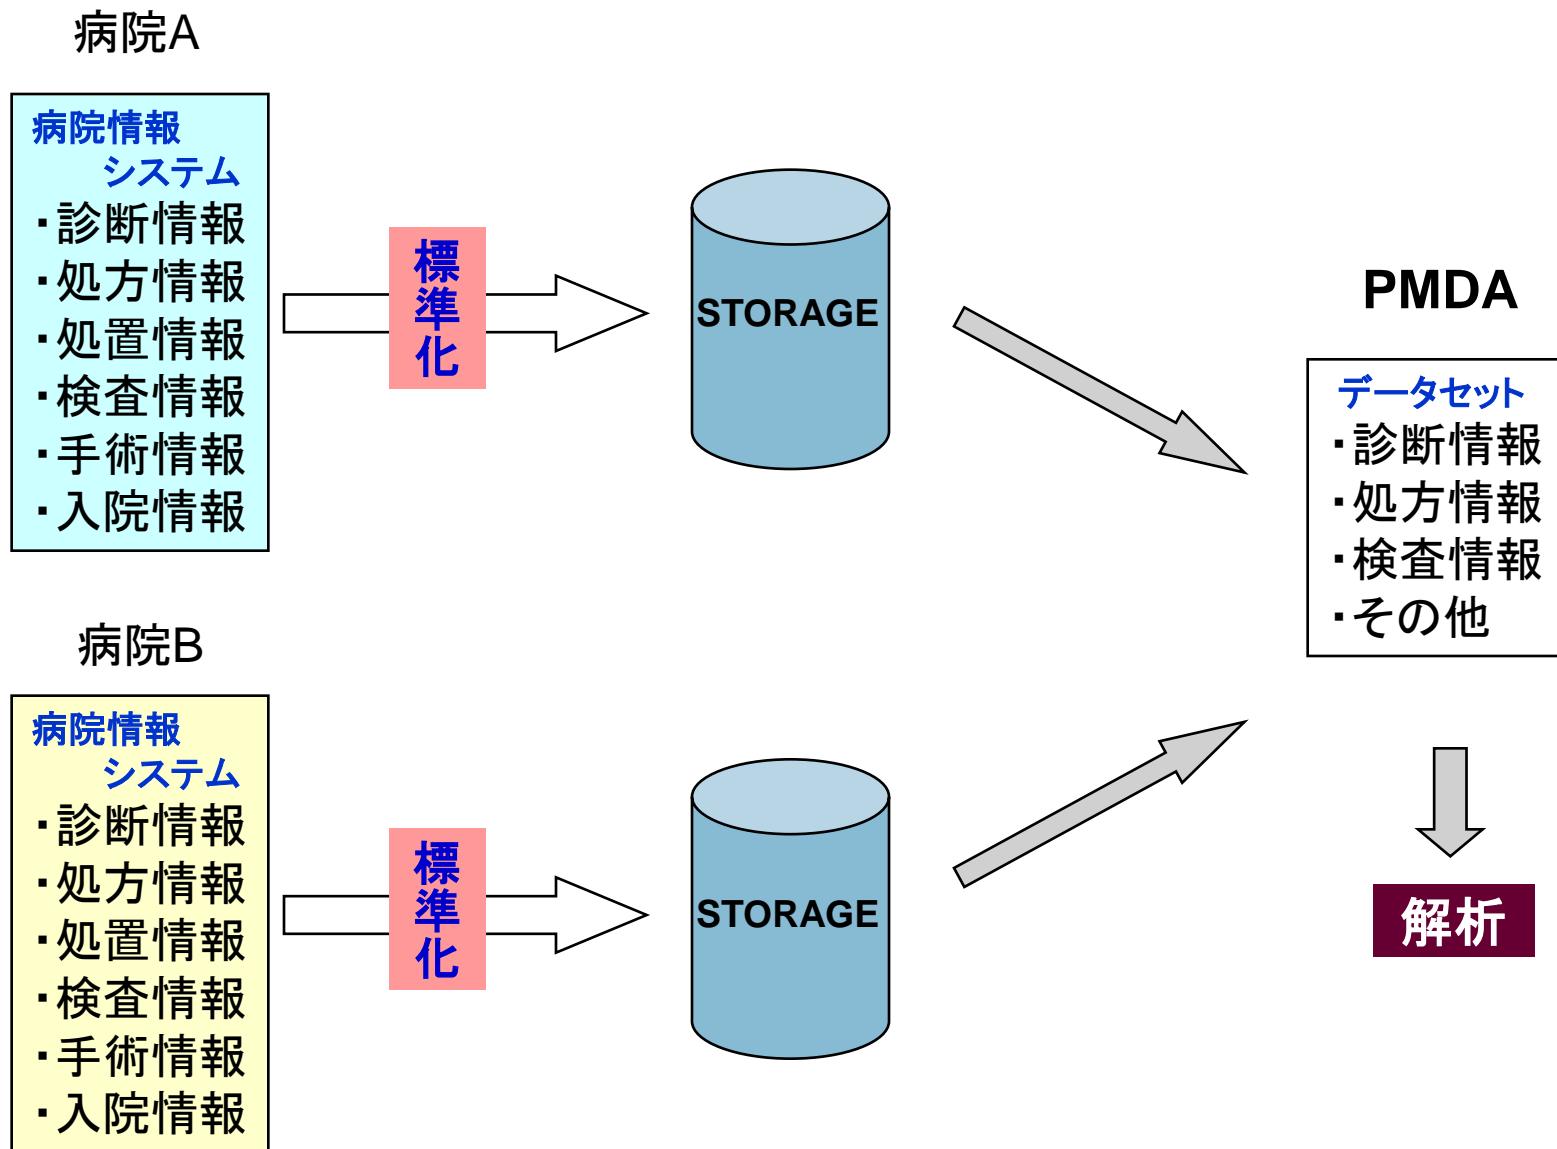 病院A
病院情報
システム
・診断情報
・処方情報
・処置情報
・検査情報
・手術情報
・入院情報
標
準
化
STORAGE
PMDA
データセット
・診断情報
・処方情報
・検査情報
・その他
解析
病院B
病院情報
システム
・診断情報
・処方情報
・処置情報
・検査情報
・手術情報
・入院情報
標
準
化
STORAGE